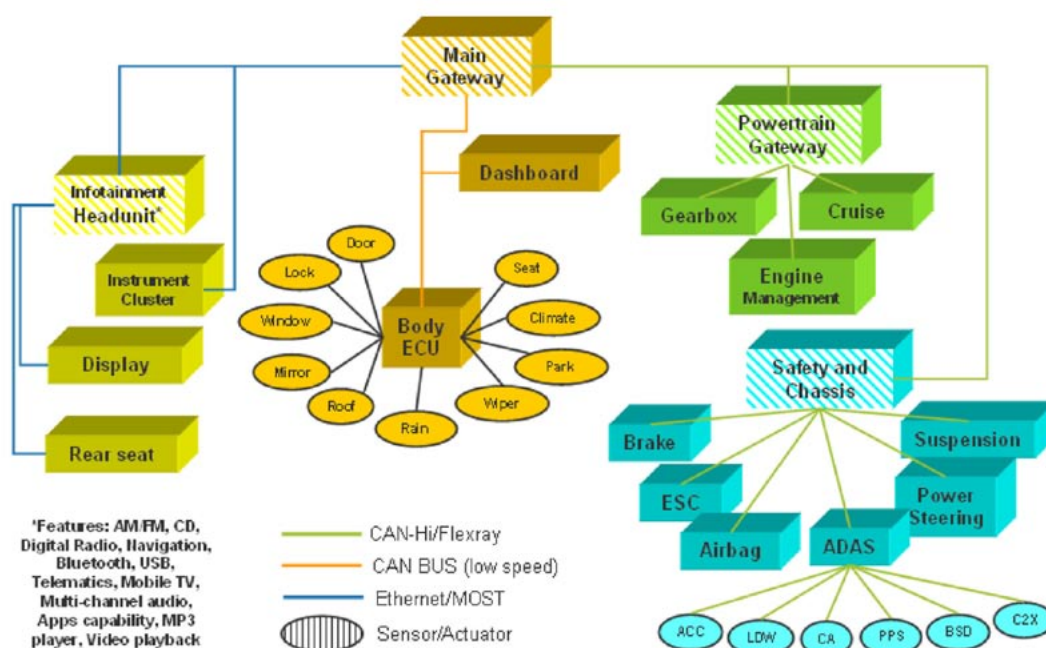 Main
Gateway
Powertrain
Gateway
Dashboard
Infotainment
Headunit*
Gearbox
Cruise
Door
Instrument
Cluster
Lock
Seat
Engine
Management
Window
Body
ECU
Climate
Display
Mirror
Park
Safety and
Chassis
Roof
Wiper
Rain
Brake
Suspension
Rear seat
ESC
Power
Steering
*Features: AM/FM, CD,
Digital Radio, Navigation,
Bluetooth, USB,
Telematics, Mobile TV,
Multi-channel audio,
Apps capability, MP3
player, Video playback
CAN-Hi/Flexray
CAN BUS (low speed)
Ethernet/MOST
Sensor/Actuator
Airbag
ADAS
ACC
LDW
CA
PPS
BSD
C2X